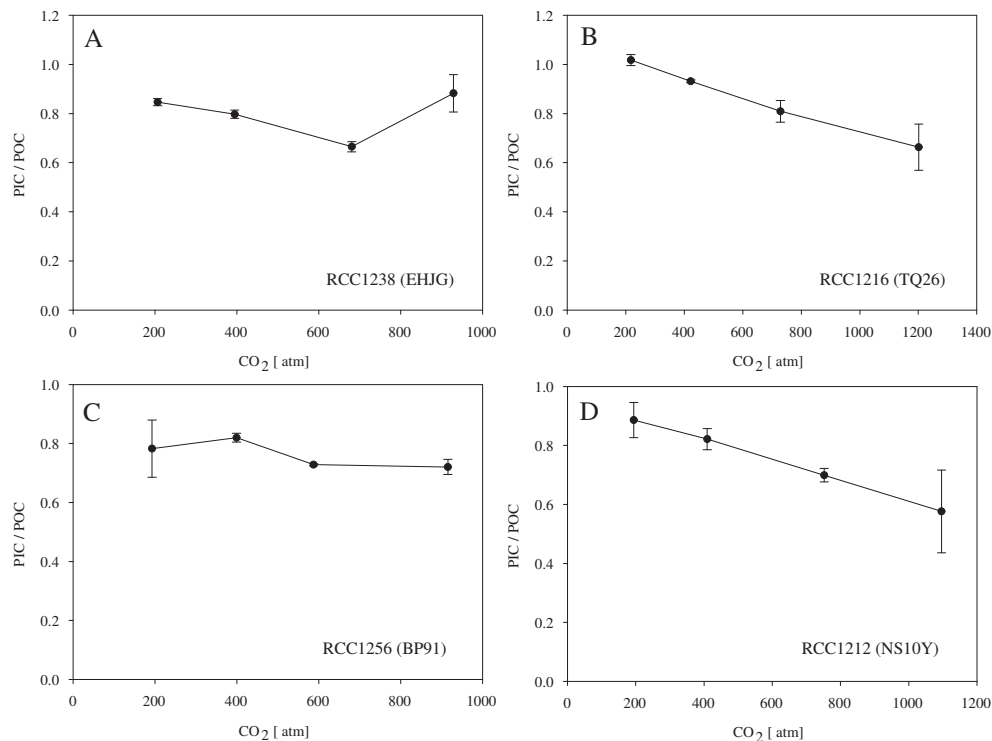 A
1.2
1.0
0.8
0.6
0.4
0.2
0.0
PIC / POC
RCC1238 (EHJG)
0 200 400 600 800 1000
CO2 [ atm]
B
1.2
1.0
0.8
0.6
0.4
0.2
0.0
PIC / POC
RCC1216 (TQ26)
0 200 400 600 800 1000 1200 1400
CO2 [ atm]
C
1.0
0.8
0.6
0.4
0.2
0.0
PIC / POC
RCC1256 (BP91)
0 200 400 600 800 1000
CO2 [ atm]
D
1.0
0.8
0.6
0.4
0.2
0.0
PIC / POC
RCC1212 (NS10Y)
0 200 400 600 800 1000 1200
CO2 [ atm]